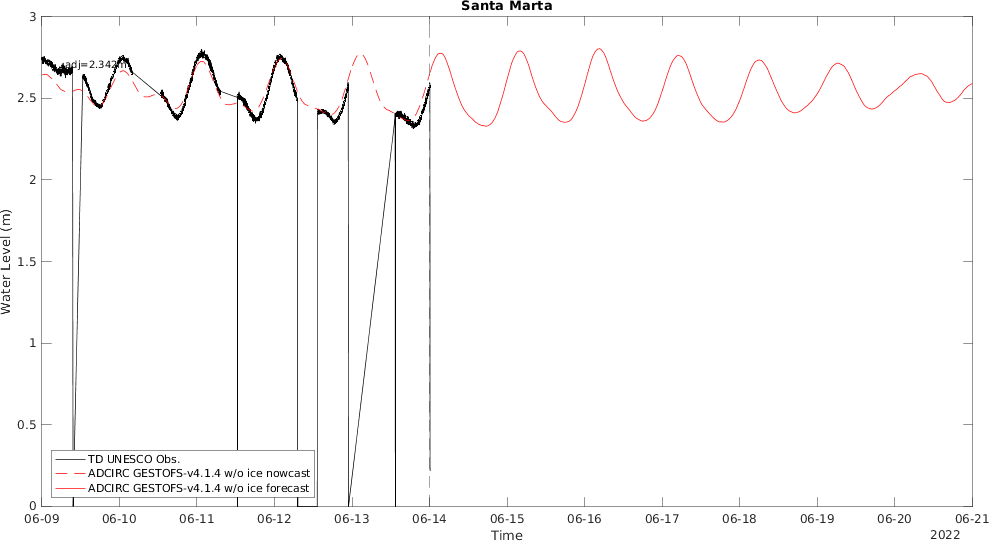 Santa Marta
3
2.5
2
1.5
1
0.5
0
Water Level (m)
adj=2.342m
TD UNESCO Obs.
ADCIRC GESTOFS-v4.1.4 w/o ice nowcast
ADCIRC GESTOFS-v4.1.4 w/o ice forecast
06-09 06-10 06-11 06-12 06-13 06-14 06-15 06-16 06-17 06-18 06-19 06-20 06-21
Time
2022